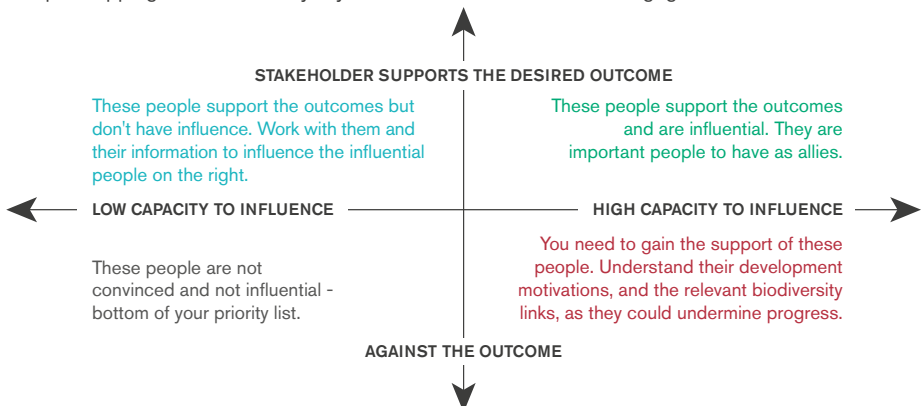 STAKEHOLDER SUPPORTS THE DESIRED OUTCOME
These people support the outcomes but
don't have influence. Work with them and
their information to influence the influential
people on the right.
These people support the outcomes
and are influential. They are
important people to have as allies.
LOW CAPACITY TO INFLUENCE
HIGH CAPACITY TO INFLUENCE
These people are not
convinced and not influential -
bottom of your priority list.
You need to gain the support of these
people. Understand their development
motivations, and the relevant biodiversity
links, as they could undermine progress.
AGAINST THE OUTCOME